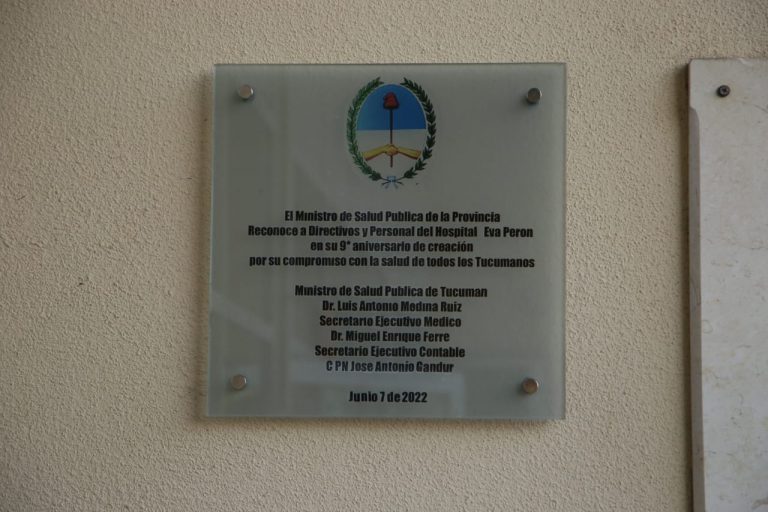 El Ministro de Salud Publica de la Provincia
Reconoce a Directivos y Personal del Hospital Eva Peron
en su 9° aniversario de creación
por su compromiso con la salud de todos los Tucumanos
Ministro de Salud Publica de Tucuman
Dr. Luis Antonio Medina Ruiz
Secretario Ejecutivo Medico
Dr. Miguel Enrique Ferre
Secretario Ejecutivo Contable
C PN Jose Antonio Gandur
Junio 7 de 2022